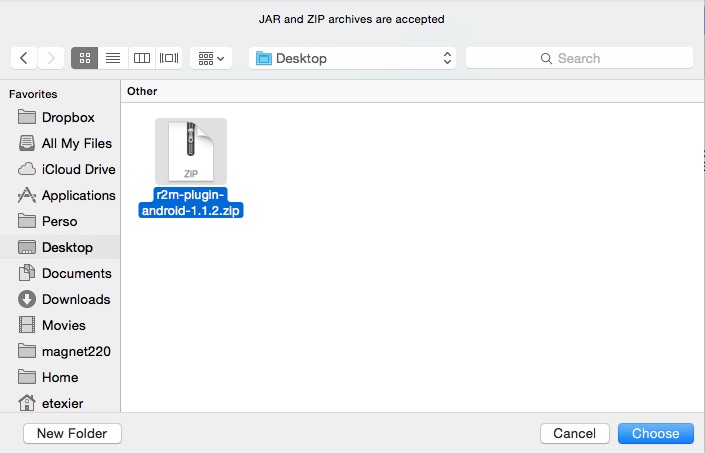 JAR and ZIP archives are accepted
Desktop
Search
Favorites
Dropbox
All My Files
iCloud Drive
Applications
Perso
Desktop
Documents
Downloads
Movies
magnet220
Home
etexier
Other
ZIP
r2m-plugin-
android-1.1.2.zip
New Folder
Cancel
Choose